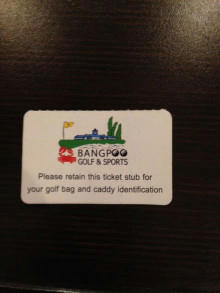 BANGPOO
GOLF & SPORTS
Please retain this ticket stub for
your golf bag and caddy identification